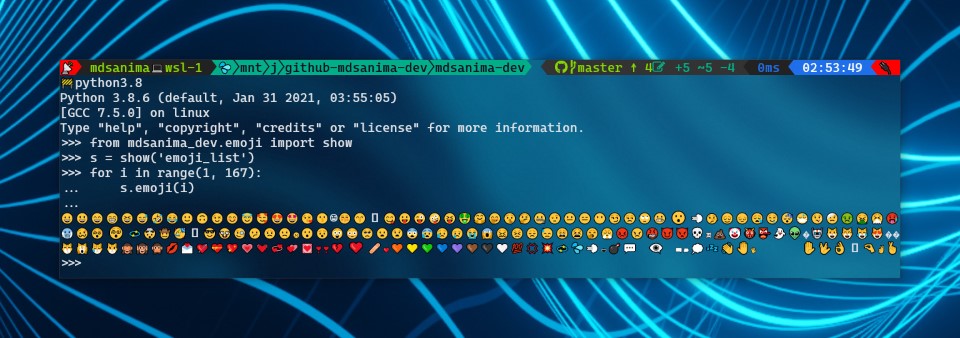 mdsanima wsl-1 mnt j github-mdsanima-dev mdsanima-dev master ↑ 4 +5 ~5 -4 0ms 02:53:49
python3.8
Python 3.8.6 (default, Jan 31 2021, 03:55:05)
[GCC 7.5.0] on linux
Type "help", "copyright", "credits" or "license" for more information.
>>> from mdsanima_dev.emoji import show
>>> s = show('emoji_list')
>>> for i in range(1, 167):
...     s.emoji(i)
...
>>>